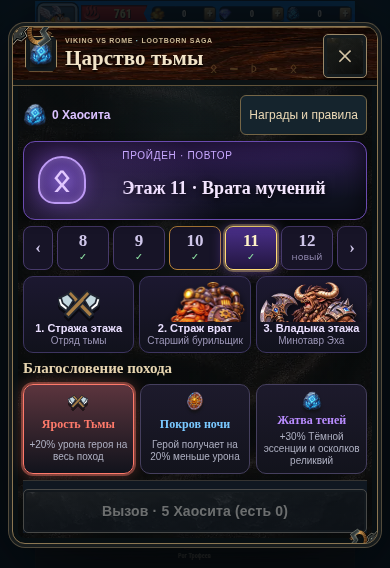 761
0
0
0
VIKING VS ROME · LOOTBORN SAGA
Царство тьмы
×
0 Хаосита
Награды и правила
ПРОЙДЕН · ПОВТОР
Этаж 11 · Врата мучений
‹
8
✓
9
✓
10
✓
11
✓
12
НОВЫЙ
›
1. Стража этажа
Отряд тьмы
2. Страж врат
Старший бурильщик
3. Владыка этажа
Минотавр Эха
Благословение похода
Ярость Тьмы
+20% урона героя на
весь поход
Покров ночи
Герой получает на
20% меньше урона
Жатва теней
+30% Тёмной
эссенции и осколков
реликвий
Вызов · 5 Хаосита (есть 0)